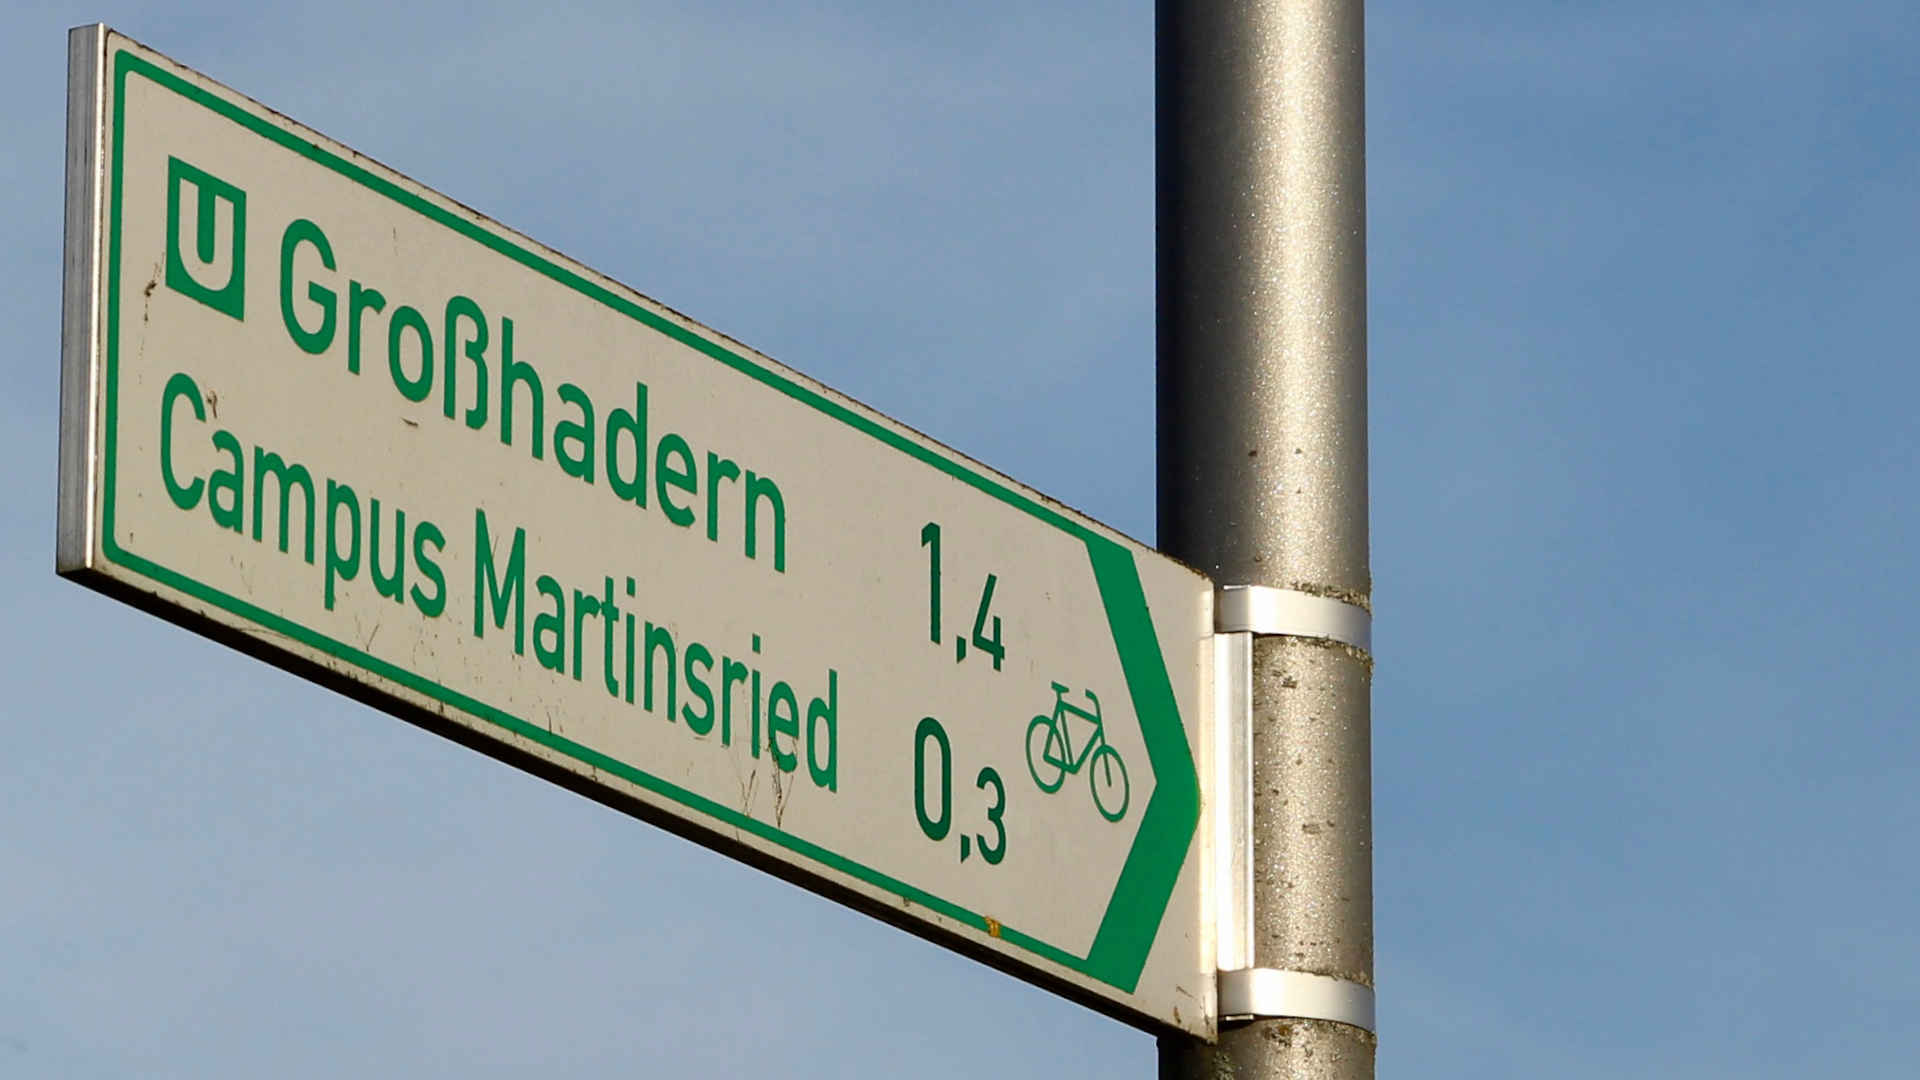 U Großhadern 1,4
Campus Martinsried 0,3